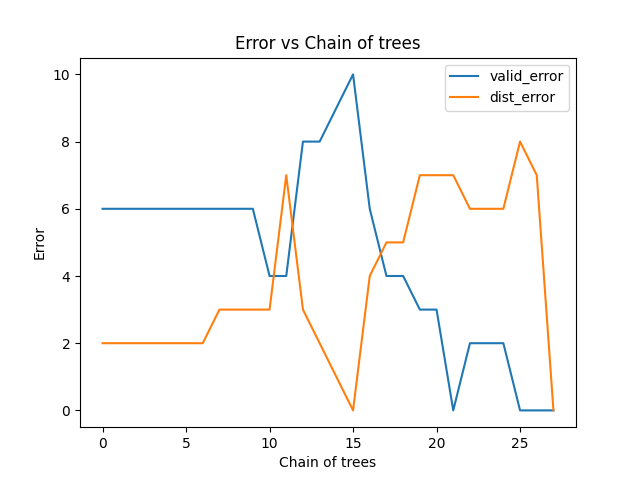 Error vs Chain of trees
valid_error
dist_error
10
8
6
4
2
0
Error
0 5 10 15 20 25
Chain of trees